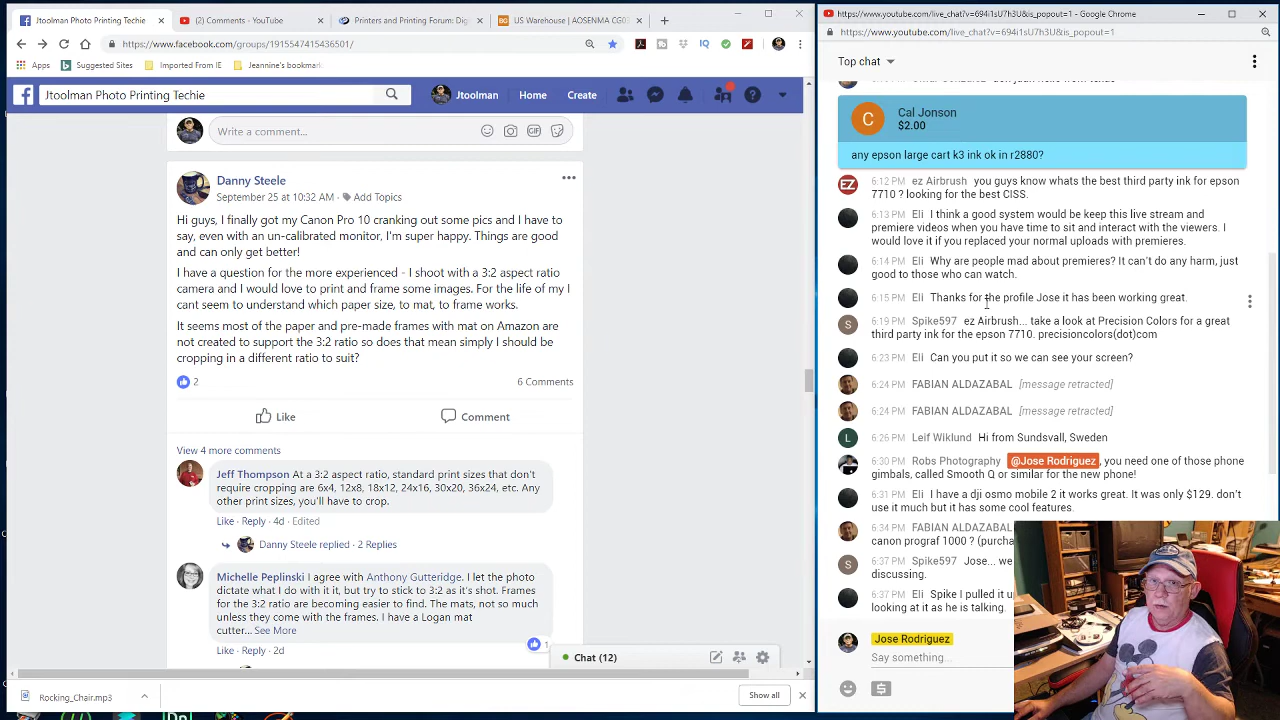 Jtoolman Photo Printing Techie
(2) Comments - YouTube
Printers and Printing Forum: Dig
US Warehouse | AOSENMA CG03
https://www.facebook.com/groups/1915547418436501/
Apps
Suggested Sites
Imported From IE
Jeannine's bookmark
Jtoolman Photo Printing Techie
Jtoolman
Home
Create
Write a comment...
Danny Steele
September 25 at 10:32 AM · Add Topics
Hi guys, I finally got my Canon Pro 10 cranking out some pics and I have to
say, even with an un-calibrated monitor, I'm super happy. Things are good
and can only get better!
I have a question for the more experienced - I shoot with a 3:2 aspect ratio
camera and I would love to print and frame some images. For the life of my I
cant seem to understand which paper size, to mat, to frame works.
It seems most of the paper and pre-made frames with mat on Amazon are
not created to support the 3:2 ratio so does that mean simply I should be
cropping in a different ratio to suit?
2
6 Comments
Like
Comment
View 4 more comments
Jeff Thompson At a 3:2 ratio, standard print sizes that don't
require cropping are 6x4, 12x8, 18x12, 24x16, 30x20, 36x24, etc. Any
other print sizes, you'll have to crop.
Like · Reply · 4d · Edited
Danny Steele replied · 2 Replies
Michelle Peplinski I agree with Anthony Gutteridge. I let the photo
dictate what I do with it, but try to stick to 3:2 as it's shot. Frames
for the 3:2 ratio are becoming easier to find. The mats, not so much
unless they come with the frames. I have a Logan mat
cutter... See More
1
Like · Reply · 2d
Chat (12)
Rocking_Chair.mp3
Show all
https://www.youtube.com/live_chat?v=694i1sU7h3U&is_popout=1 - Google Chrome
https://www.youtube.com/live_chat?v=694i1sU7h3U&is_popout=1
Top chat
C
Cal Jonson
$2.00
any epson large cart k3 ink ok in r2880?
EZ 6:12 PM ez Airbrush you guys know whats the best third party ink for epson
7710 ? looking for the best CISS.
6:13 PM Eli I think a good system would be keep this live stream and
premiere videos when you have time to sit and interact with the viewers. I
would love it if you replaced your normal uploads with premieres.
6:14 PM Eli Why are people mad about premieres? It can't do any harm, just
good to those who can watch.
6:15 PM Eli Thanks for the profile Jose it has been working great.
S 6:19 PM Spike597 ez Airbrush... take a look at Precision Colors for a great
third party ink for the epson 7710. precisioncolors(dot)com
6:23 PM Eli Can you put it so we can see your screen?
6:24 PM FABIAN ALDAZABAL [message retracted]
6:24 PM FABIAN ALDAZABAL [message retracted]
L 6:26 PM Leif Wiklund Hi from Sundsvall, Sweden
6:30 PM Robs Photography @Jose Rodriguez, you need one of those phone
gimbals, called Smooth Q or similar for the new phone!
6:31 PM Eli I have a dji osmo mobile 2 it works great. It was only $129. don't
use it much but it has some cool features.
6:34 PM FABIAN ALDAZABAL
canon prograf 1000 ? (purcha
S 6:37 PM Spike597 Jose... we
discussing.
6:37 PM Eli Spike I pulled it u
looking at it as he is talking.
Jose Rodriguez
Say something...